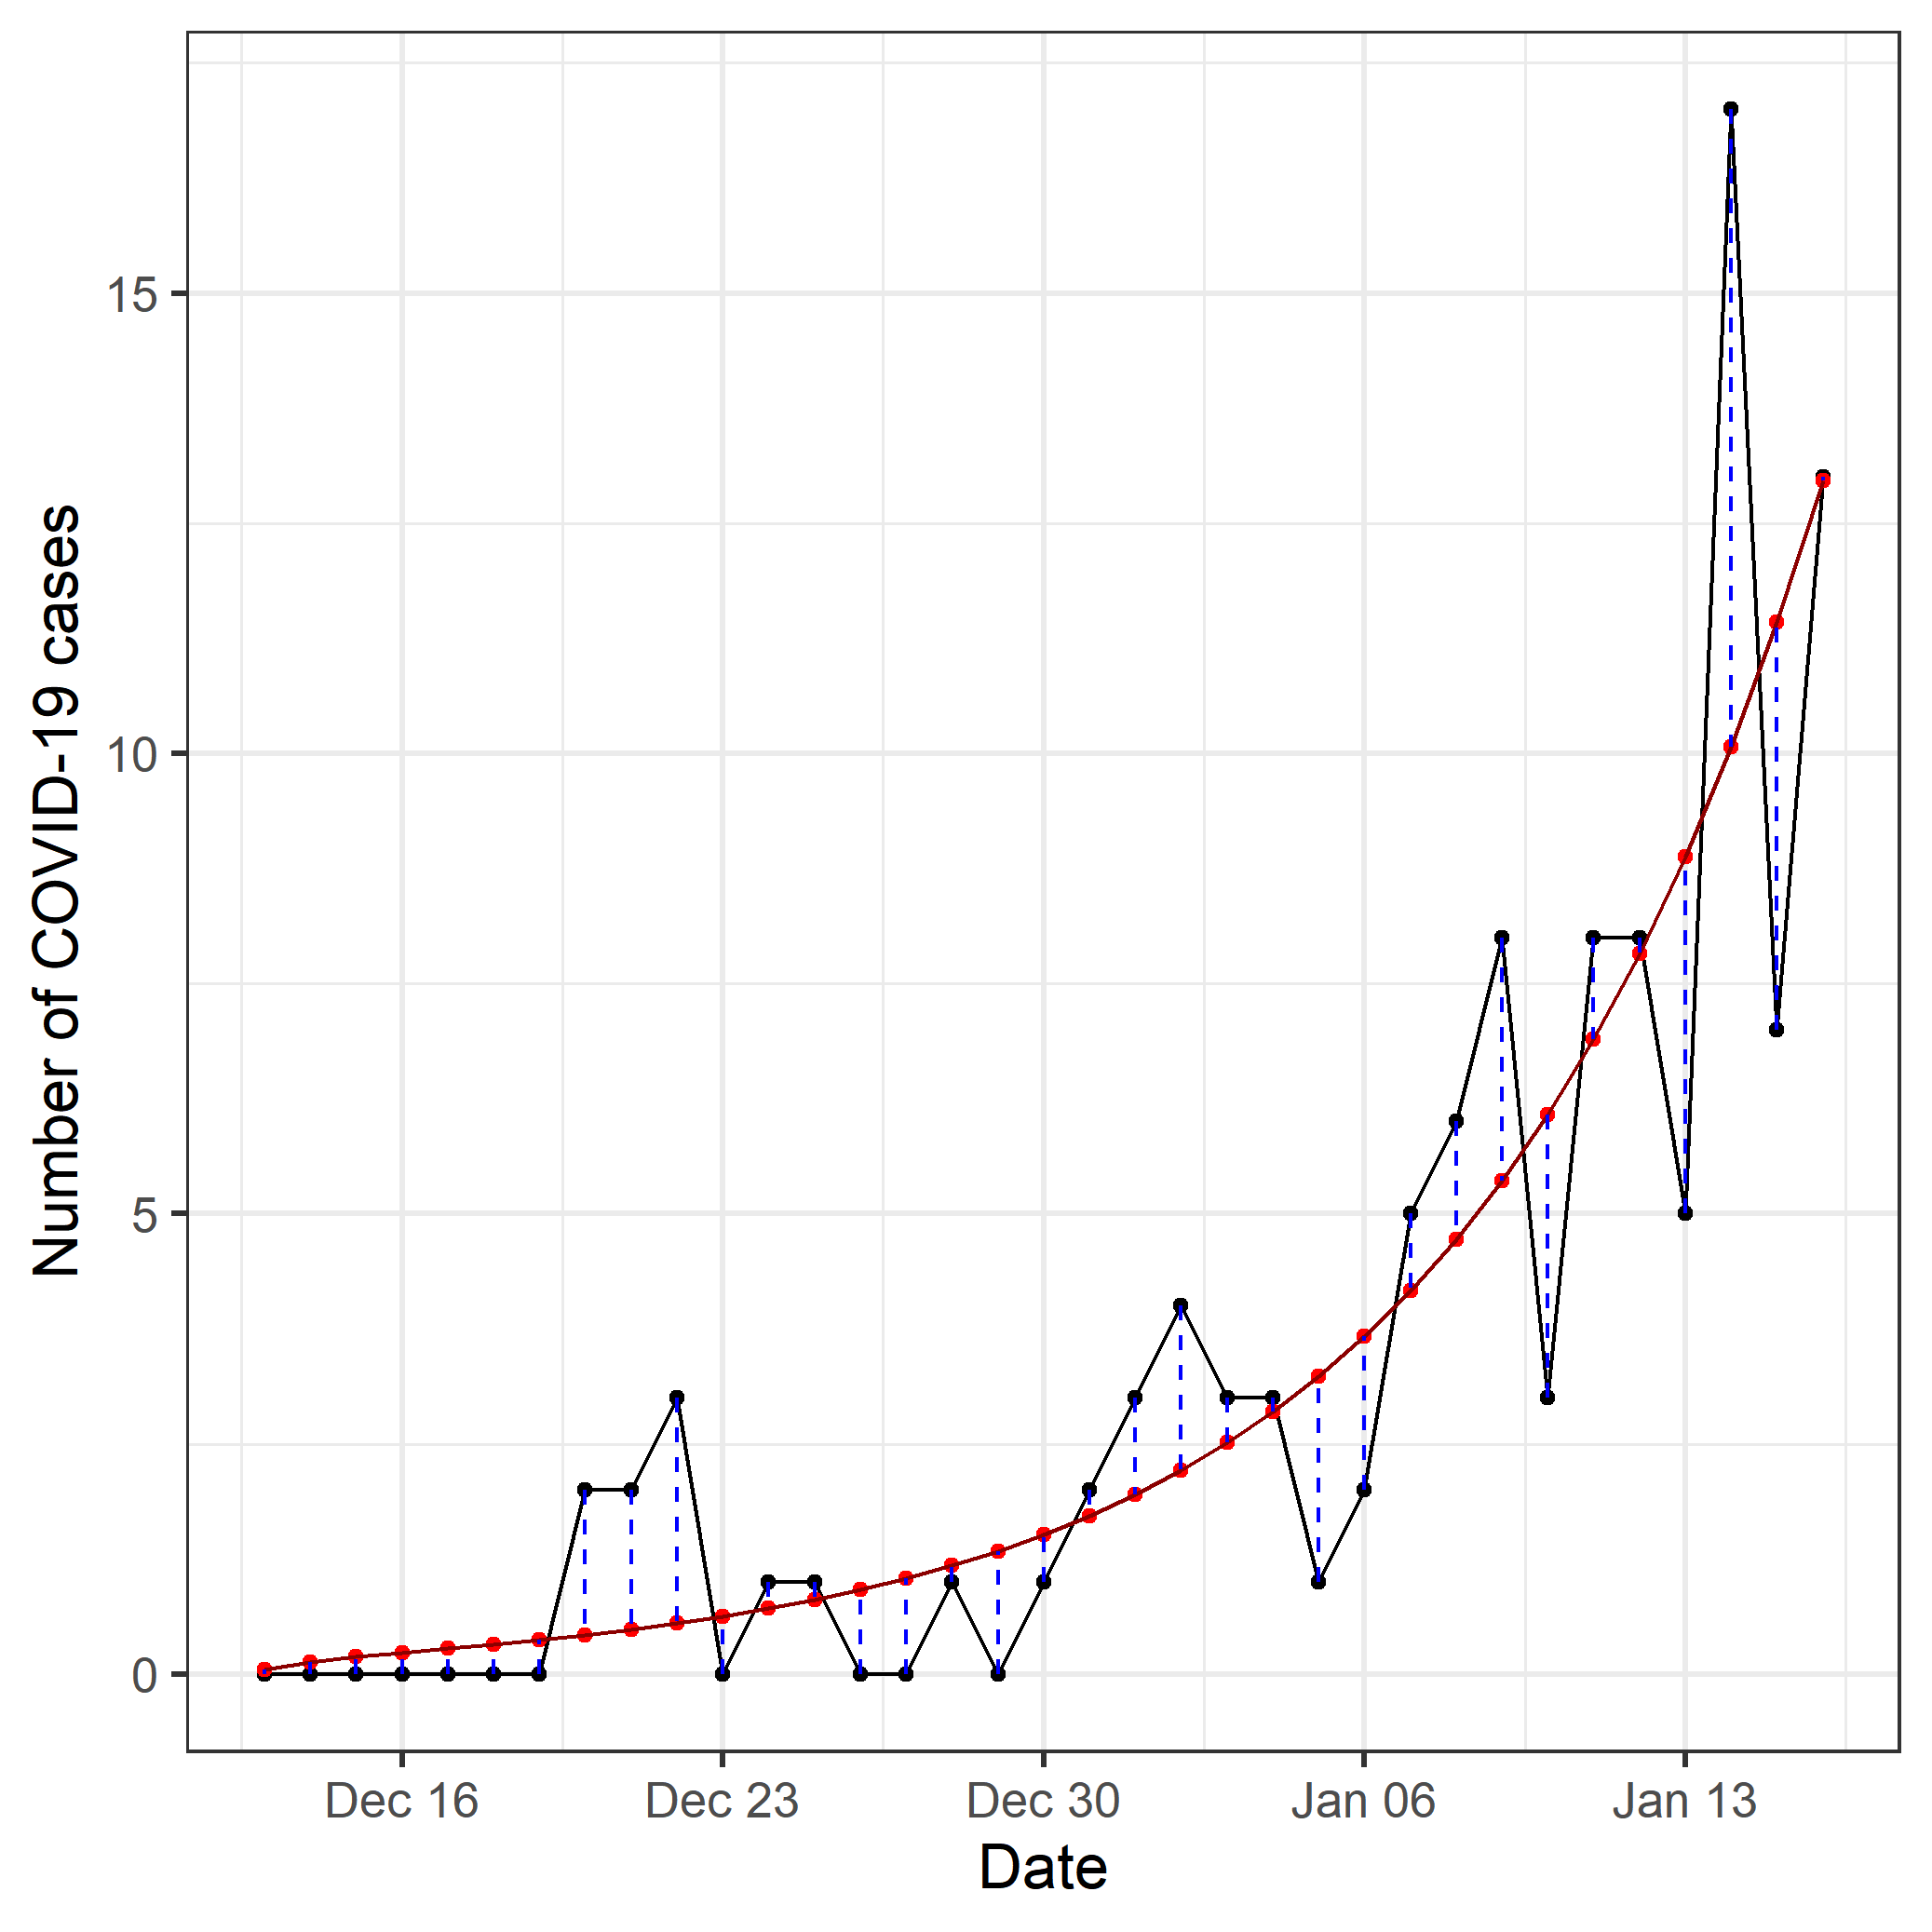 Number of COVID-19 cases
15
10
5
0
Dec 16
Dec 23
Dec 30
Jan 06
Jan 13
Date